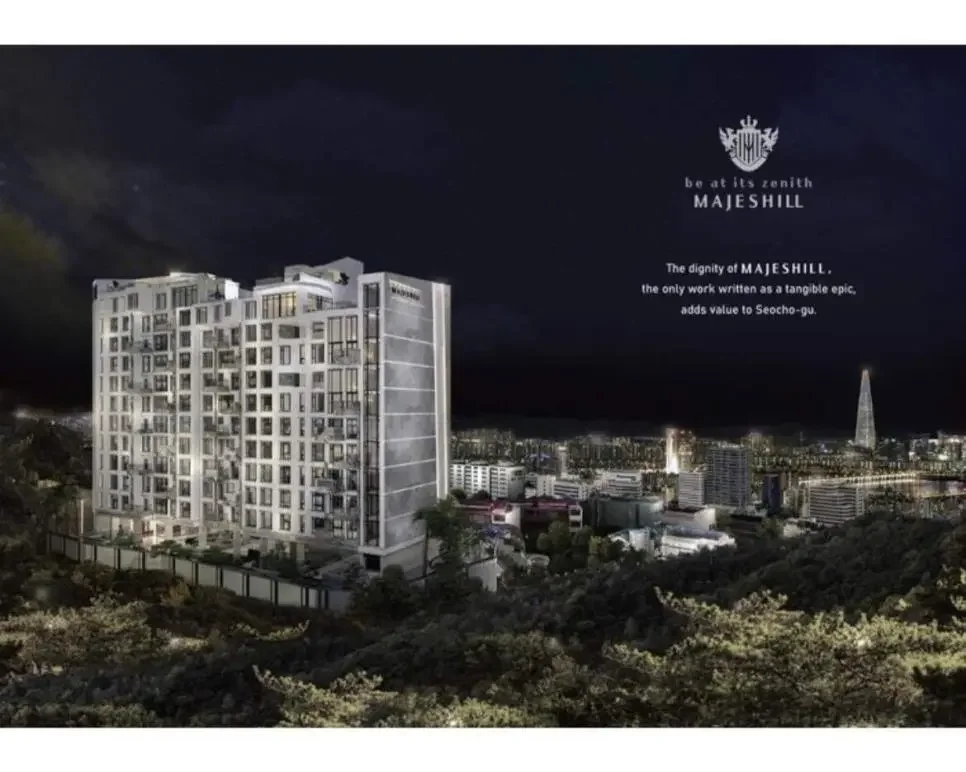 be at its zenith
MAJESHILL
The dignity of MAJESHILL,
the only work written as a tangible epic,
adds value to Seocho-gu.
MAJESHILL